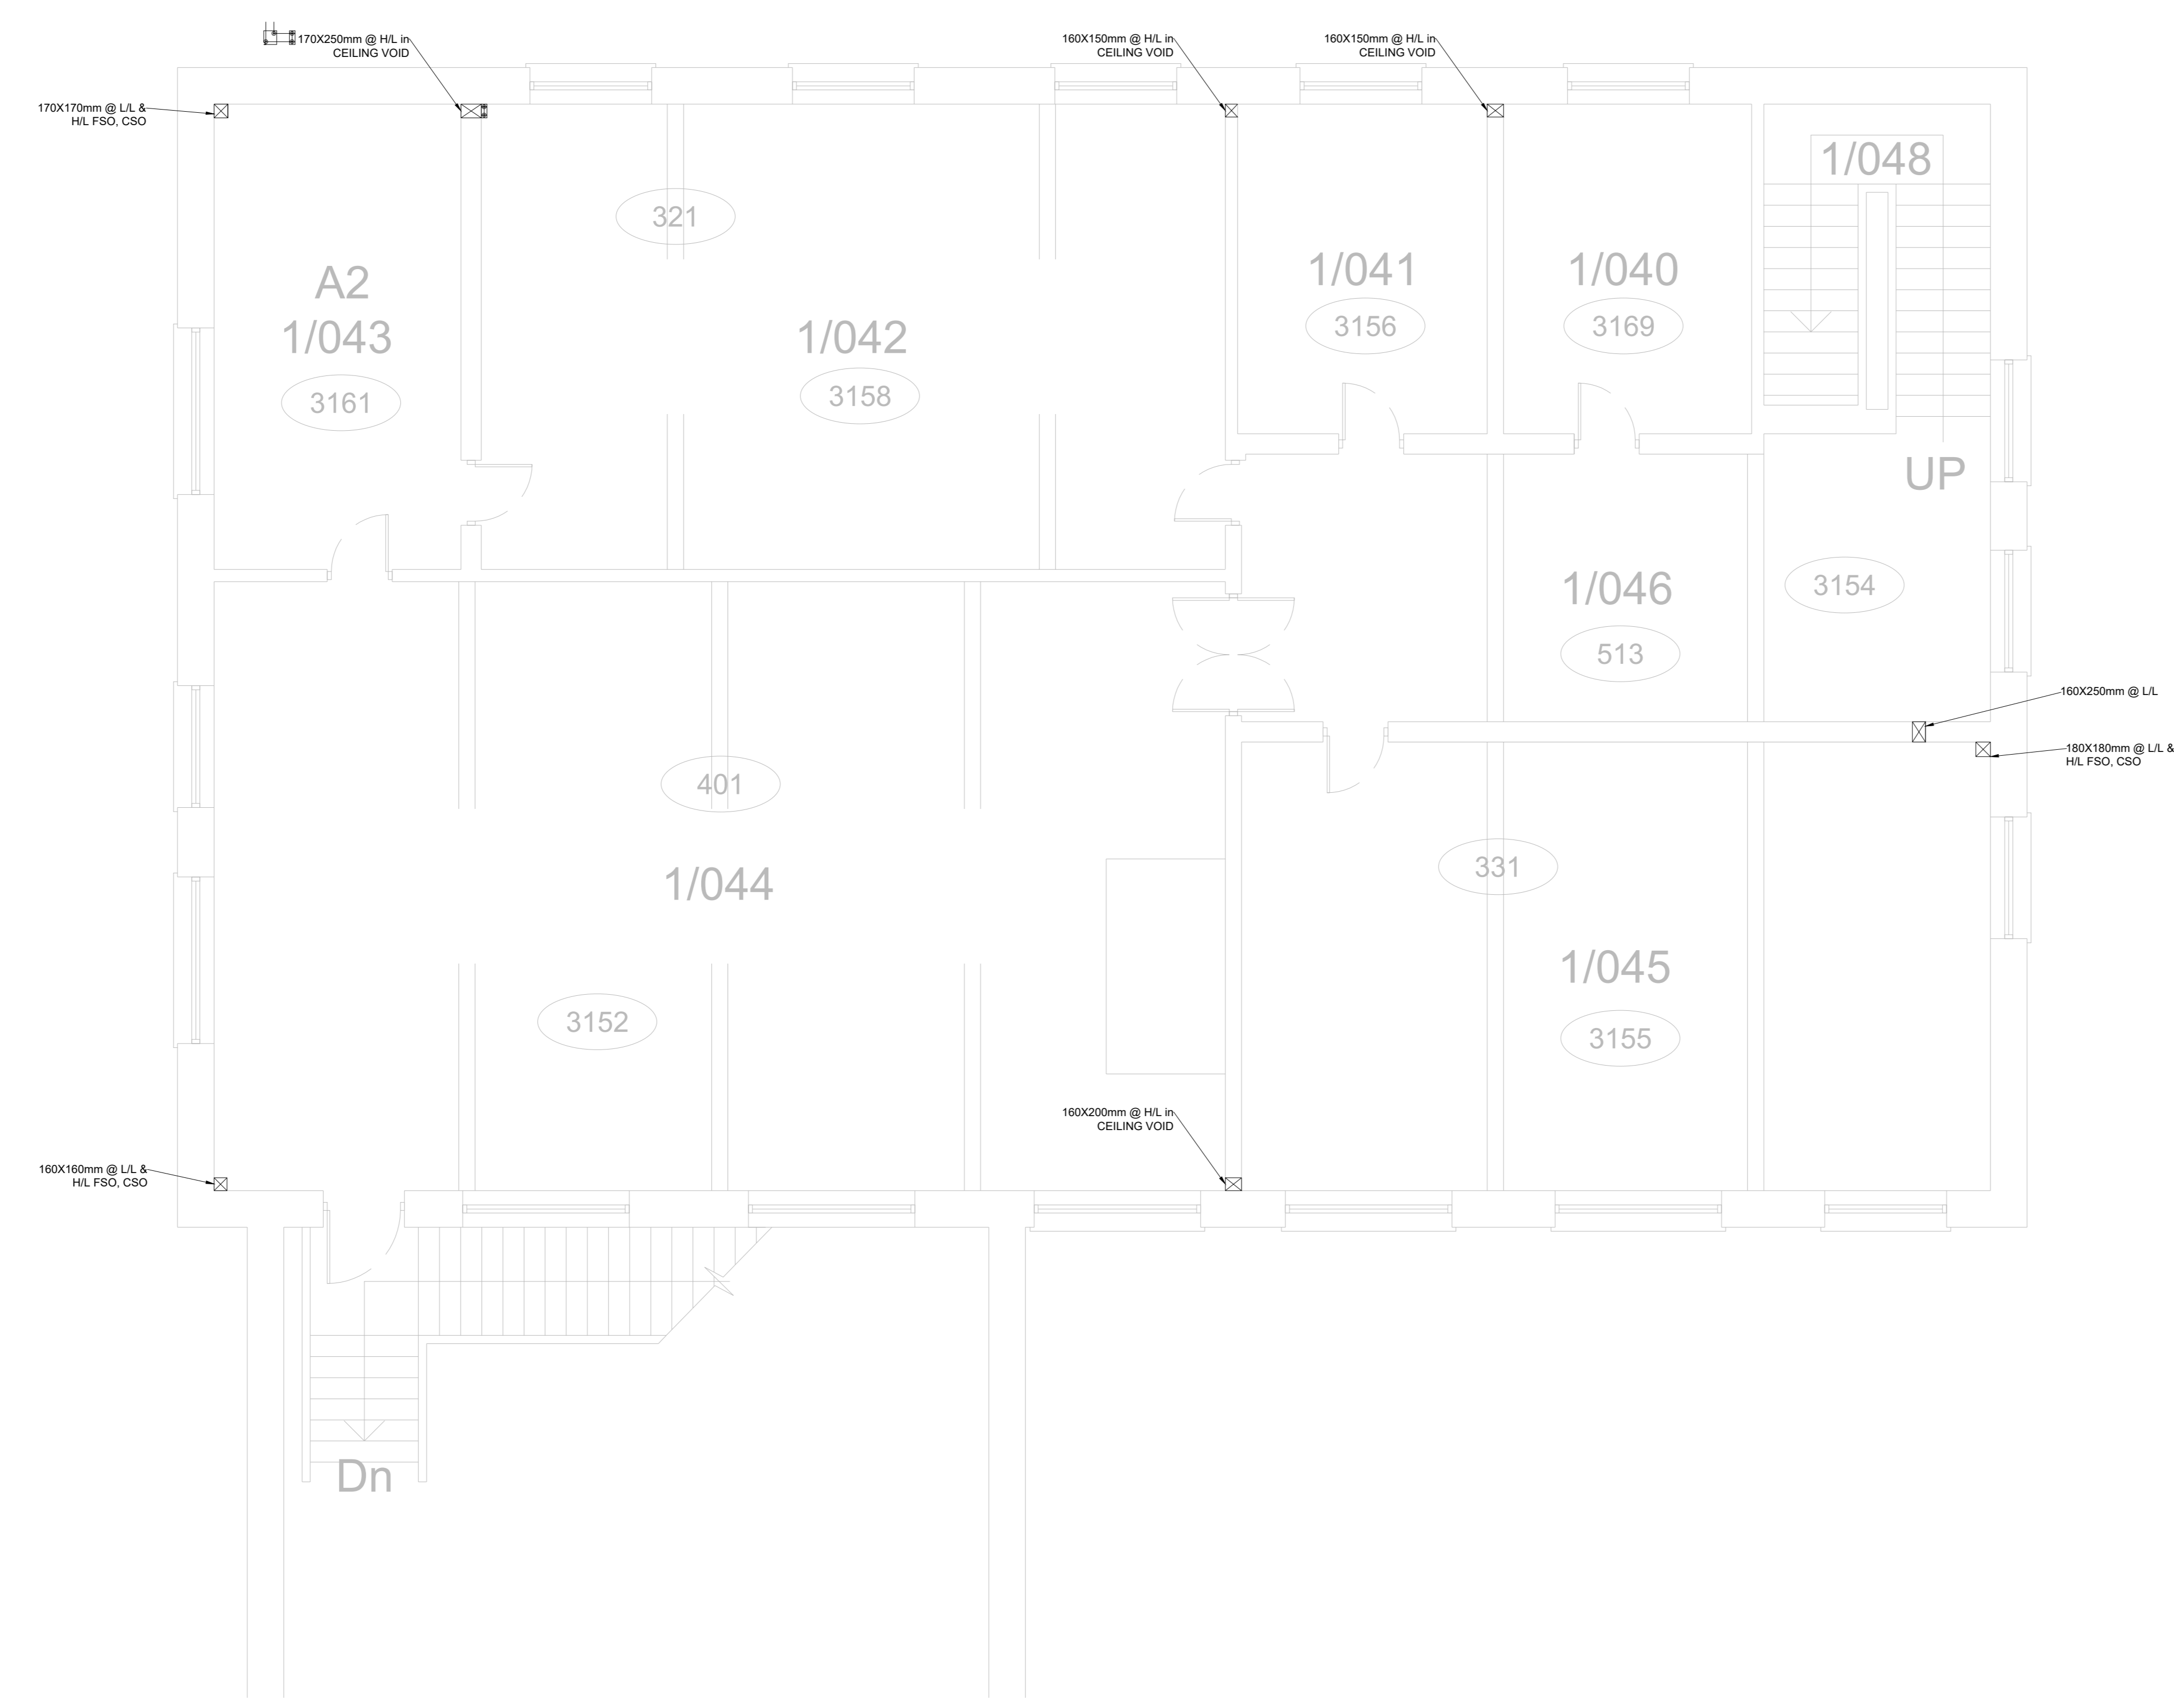 170X250mm @ H/L in
CEILING VOID
160X150mm @ H/L in
CEILING VOID
160X150mm @ H/L in
CEILING VOID
170X170mm @ L/L &
H/L FSO, CSO
1/048
321
A2
1/043
3161
1/042
3158
1/041
3156
1/040
3169
UP
1/046
513
3154
160X250mm @ L/L
180X180mm @ L/L &
H/L FSO, CSO
401
1/044
3152
331
1/045
3155
160X200mm @ H/L in
CEILING VOID
160X160mm @ L/L &
H/L FSO, CSO
Dn